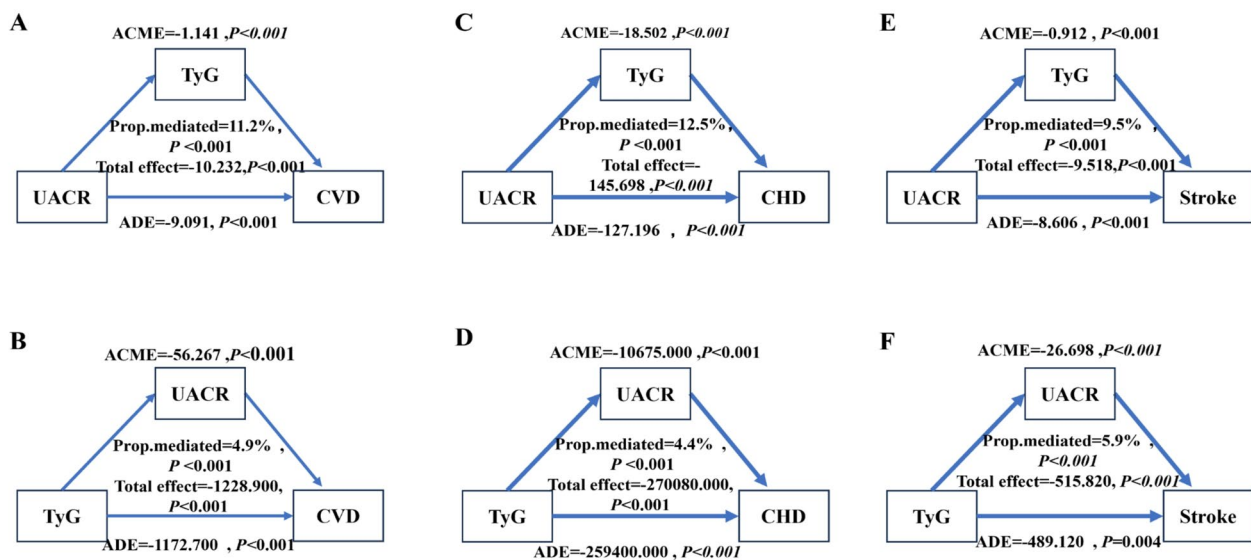 A
ACME=-1.141 ,P<0.001
TyG
Prop.mediated=11.2%,
P <0.001
Total effect=-10.232,P<0.001
UACR
CVD
ADE=-9.091, P<0.001
C
ACME=-18.502 ,P<0.001
TyG
Prop.mediated=12.5%,
P <0.001
Total effect=-
145.698 ,P<0.001
UACR
CHD
ADE=-127.196 , P<0.001
E
ACME=-0.912 , P<0.001
TyG
Prop.mediated=9.5% ,
P <0.001
Total effect=-9.518,P<0.001
UACR
Stroke
ADE=-8.606 , P<0.001
B
ACME=-56.267 ,P<0.001
UACR
Prop.mediated=4.9% ,
P <0.001
Total effect=-1228.900,
P<0.001
TyG
CVD
ADE=-1172.700 , P<0.001
D
ACME=-10675.000 ,P<0.001
UACR
Prop.mediated=4.4% ,
P <0.001
Total effect=-270080.000,
P<0.001
TyG
CHD
ADE=-259400.000 ,P<0.001
F
ACME=-26.698 ,P<0.001
UACR
Prop.mediated=5.9% ,
P<0.001
Total effect=-515.820, P<0.001
TyG
Stroke
ADE=-489.120 , P=0.004